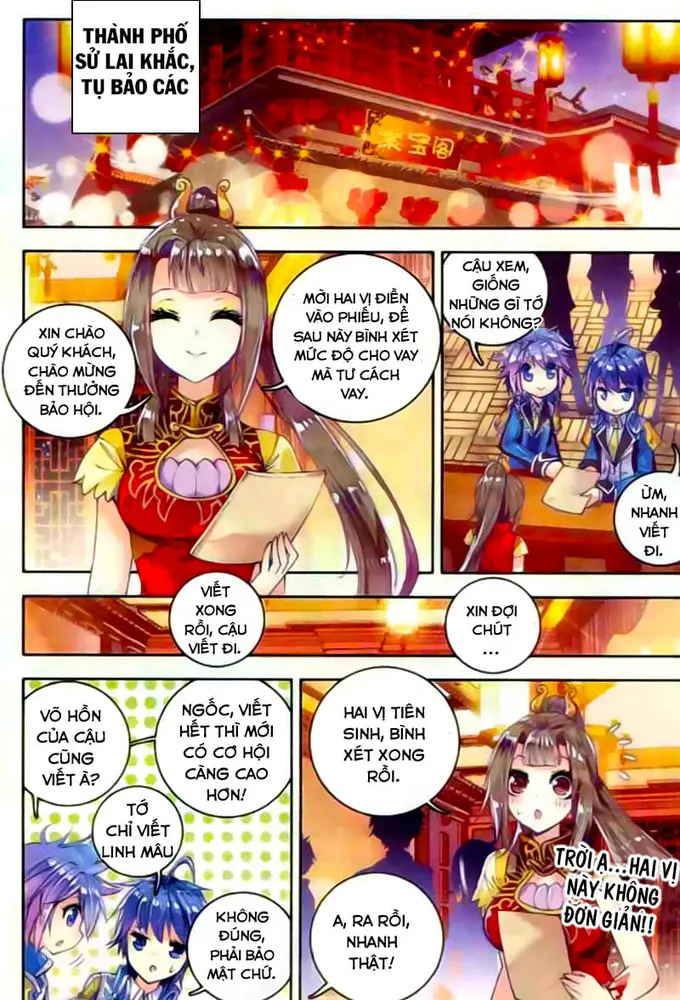 THÀNH PHỐ
SỬ LAI KHẮC,
TỤ BẢO CÁC
聚宝阁
XIN CHÀO
QUÝ KHÁCH,
CHÀO MỪNG
ĐẾN THƯỞNG
BẢO HỘI.
MỜI HAI VỊ ĐIỀN
VÀO PHIẾU, ĐỂ
SAU NÀY BÌNH XÉT
MỨC ĐỘ CHO VAY
MÀ TƯ CÁCH
VAY.
CẬU XEM,
GIỐNG
NHỮNG GÌ TỚ
NÓI KHÔNG?
ỪM,
NHANH
VIẾT
ĐI.
VIẾT
XONG
RỒI, CẬU
VIẾT ĐI.
XIN ĐỢI
CHÚT
...
VÕ HỒN
CỦA CẬU
CŨNG
VIẾT À?
NGỐC, VIẾT
HẾT THÌ MỚI
CÓ CƠ HỘI
CÀNG CAO
HƠN!
TỚ
CHỈ VIẾT
LINH MÂU
KHÔNG
ĐÚNG,
PHẢI BẢO
MẬT CHỨ.
HAI VỊ TIÊN
SINH, BÌNH
XÉT XONG
RỒI.
TRỜI Ạ...HAI VỊ
NÀY KHÔNG
ĐƠN GIẢN!!
A, RA RỒI,
NHANH
THẬT!